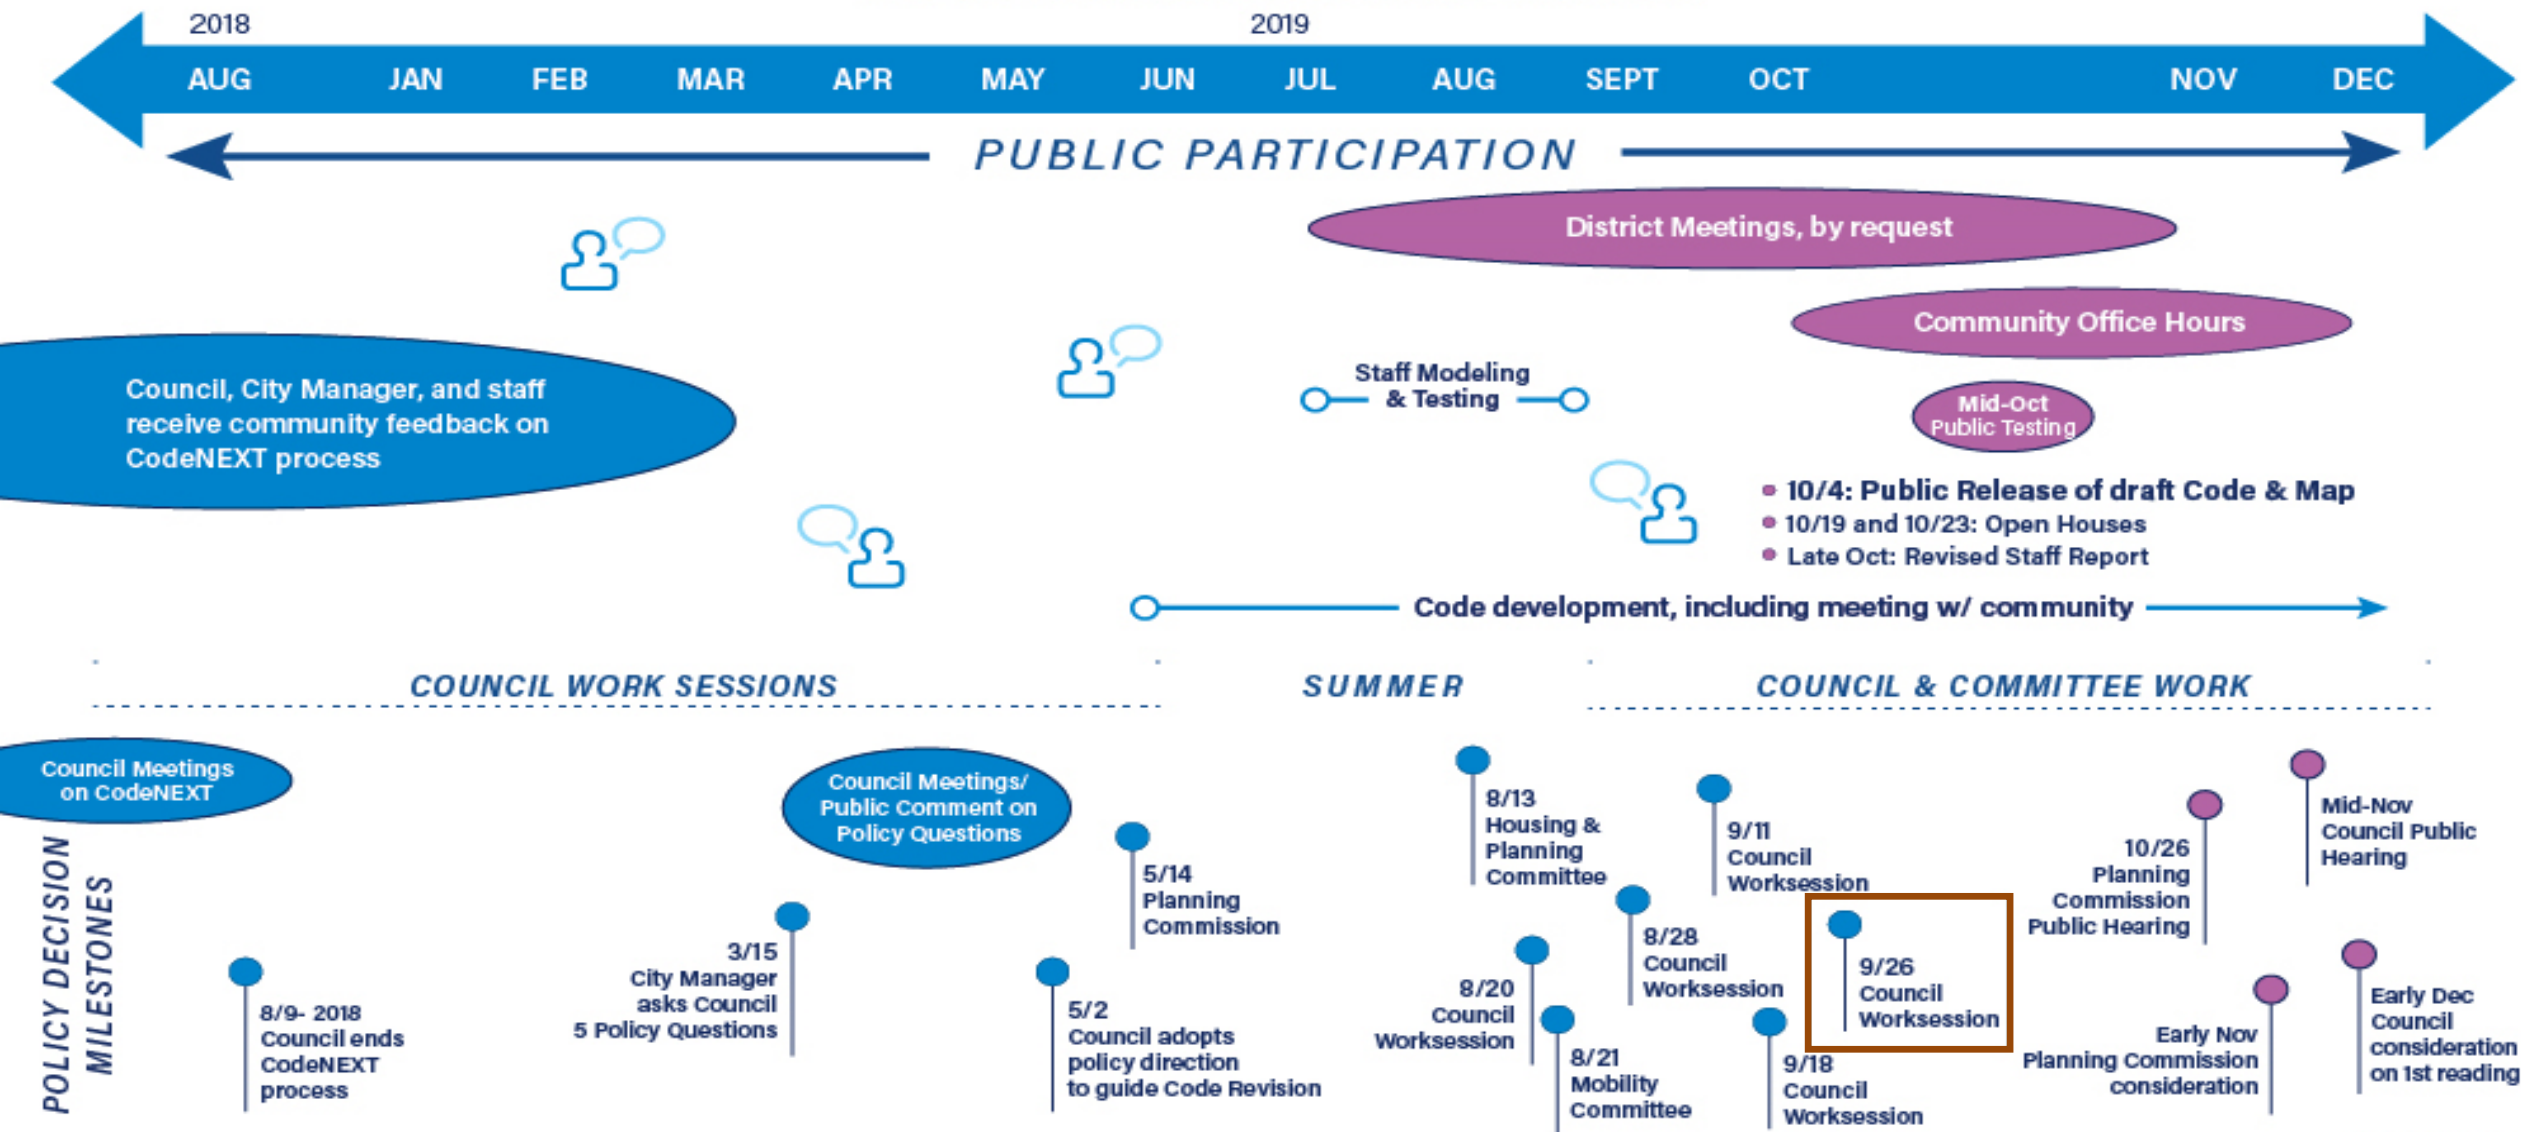 2018
2019
AUG JAN FEB MAR APR MAY JUN JUL AUG SEPT OCT NOV DEC
PUBLIC PARTICIPATION
District Meetings, by request
Community Office Hours
Council, City Manager, and staff
receive community feedback on
CodeNEXT process
Staff Modeling
& Testing
Mid-Oct
Public Testing
10/4: Public Release of draft Code & Map
10/19 and 10/23: Open Houses
Late Oct: Revised Staff Report
Code development, including meeting w/ community
COUNCIL WORK SESSIONS
SUMMER
COUNCIL & COMMITTEE WORK
POLICY DECISION
MILESTONES
Council Meetings
on CodeNEXT
8/9- 2018
Council ends
CodeNEXT
process
3/15
City Manager
asks Council
5 Policy Questions
Council Meetings/
Public Comment on
Policy Questions
5/2
Council adopts
policy direction
to guide Code Revision
5/14
Planning
Commission
8/13
Housing &
Planning
Committee
8/20
Council
Worksession
8/21
Mobility
Committee
8/28
Council
Worksession
9/11
Council
Worksession
9/18
Council
Worksession
9/26
Council
Worksession
10/26
Planning
Commission
Public Hearing
Early Nov
Planning Commission
consideration
Mid-Nov
Council Public
Hearing
Early Dec
Council
consideration
on 1st reading